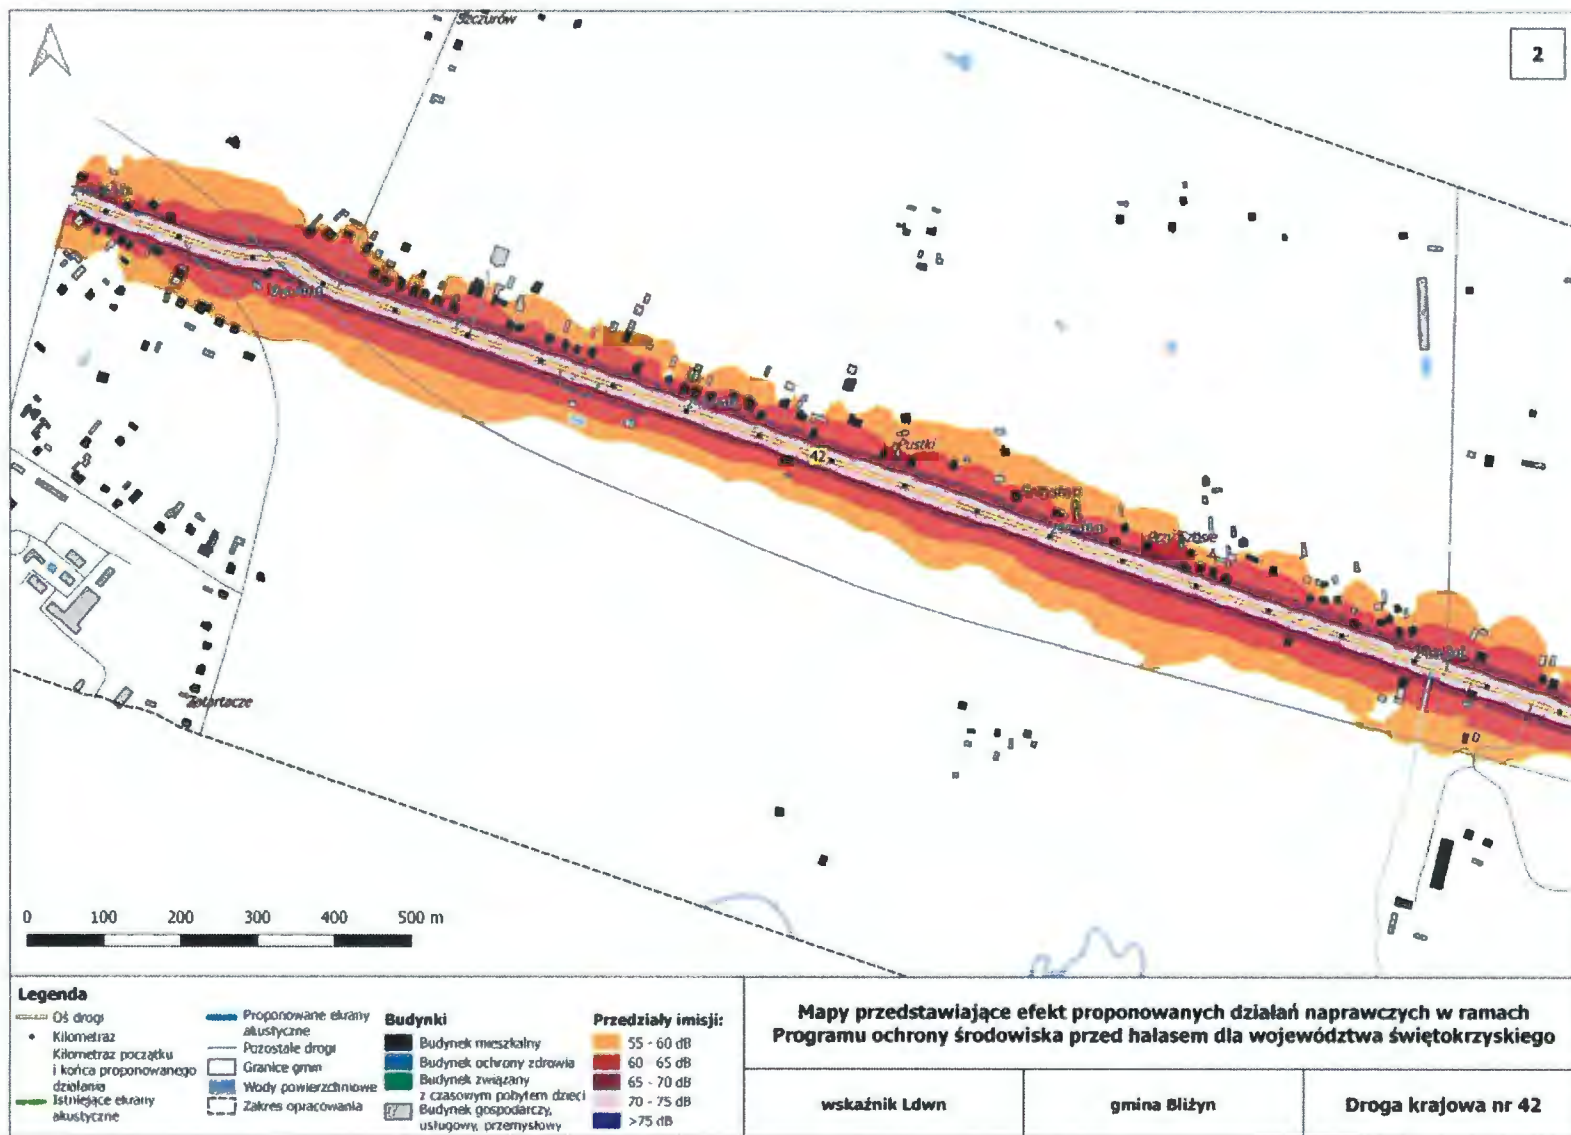 Szczurów
2
42
Pustki
Zatartacze
0 100 200 300 400 500 m
Legenda
Oś drogi
Kilometraż
Kilometraż początku
i końca proponowanego
działania
Istniejące ekrany
akustyczne
Proponowane ekrany
akustyczne
Pozostałe drogi
Granice gmin
Wody powierzchniowe
Zakres opracowania
Budynki
Budynek mieszkalny
Budynek ochrony zdrowia
Budynek związany
z czasowym pobytem dzieci
Budynek gospodarczy,
usługowy, przemysłowy
Przedziały imisji:
55 - 60 dB
60 - 65 dB
65 - 70 dB
70 - 75 dB
>75 dB
Mapy przedstawiające efekt proponowanych działań naprawczych w ramach
Programu ochrony środowiska przed hałasem dla województwa świętokrzyskiego
wskaźnik Ldwn
gmina Bliżyn
Droga krajowa nr 42